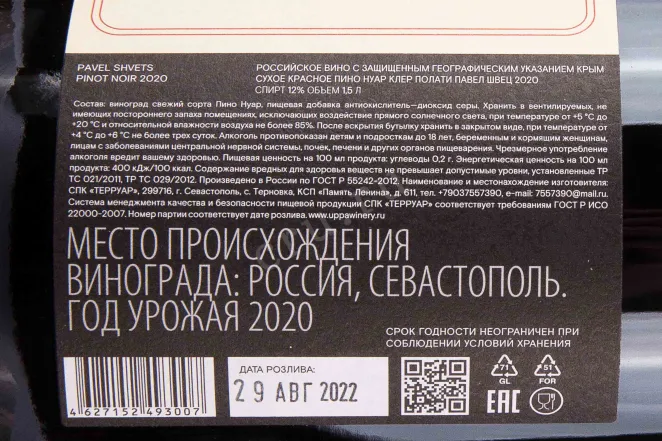 PAVEL SHVETS
PINOT NOIR 2020
РОССИЙСКОЕ ВИНО С ЗАЩИЩЕННЫМ ГЕОГРАФИЧЕСКИМ УКАЗАНИЕМ КРЫМ
СУХОЕ КРАСНОЕ ПИНО НУАР КЛЕР ПОЛАТИ ПАВЕЛ ШВЕЦ 2020
СПИРТ 12% ОБЪЕМ 1,5 Л
Состав: виноград свежий сорта Пино Нуар, пищевая добавка антиокислитель—диоксид серы. Хранить в вентилируемых, не
имеющих постороннего запаха помещениях, исключающих воздействие прямого солнечного света, при температуре от +5 °C до
+20 °C и относительной влажности воздуха не более 85%. После вскрытия бутылку хранить в закрытом виде, при температуре от
+4 °C до +6 °C не более трех суток. Алкоголь противопоказан детям и подросткам до 18 лет, беременным и кормящим женщинам,
лицам с заболеваниями центральной нервной системы, почек, печени и других органов пищеварения. Чрезмерное употребление
алкоголя вредит вашему здоровью. Пищевая ценность на 100 мл продукта: углеводы 0,2 г. Энергетическая ценность на 100 мл
продукта: 400 кДж/100 ккал. Содержание вредных для здоровья веществ не превышает допустимые уровни, установленные ТР
ТС 021/2011, ТР ТС 029/2012. Произведено в России по ГОСТ Р 55242-2012. Наименование и местонахождение изготовителя:
СПК «ТЕРРУАР», 299716, г. Севастополь, с. Терновка, КСП «Память Ленина», д. 611, тел. +79037557390, e-mail: 7557390@mail.ru.
Система менеджмента качества и безопасности пищевой продукции СПК «ТЕРРУАР» соответствует требованиям ГОСТ Р ИСО
22000-2007. Номер партии соответствует дате розлива. www.uppawinery.ru
МЕСТО ПРОИСХОЖДЕНИЯ
ВИНОГРАДА: РОССИЯ, СЕВАСТОПОЛЬ.
ГОД УРОЖАЯ 2020
СРОК ГОДНОСТИ НЕОГРАНИЧЕН ПРИ
СОБЛЮДЕНИИ УСЛОВИЙ ХРАНЕНИЯ
4 627152 493007
ДАТА РОЗЛИВА:
29 АВГ 2022
71
GL
51
FOR
EAC